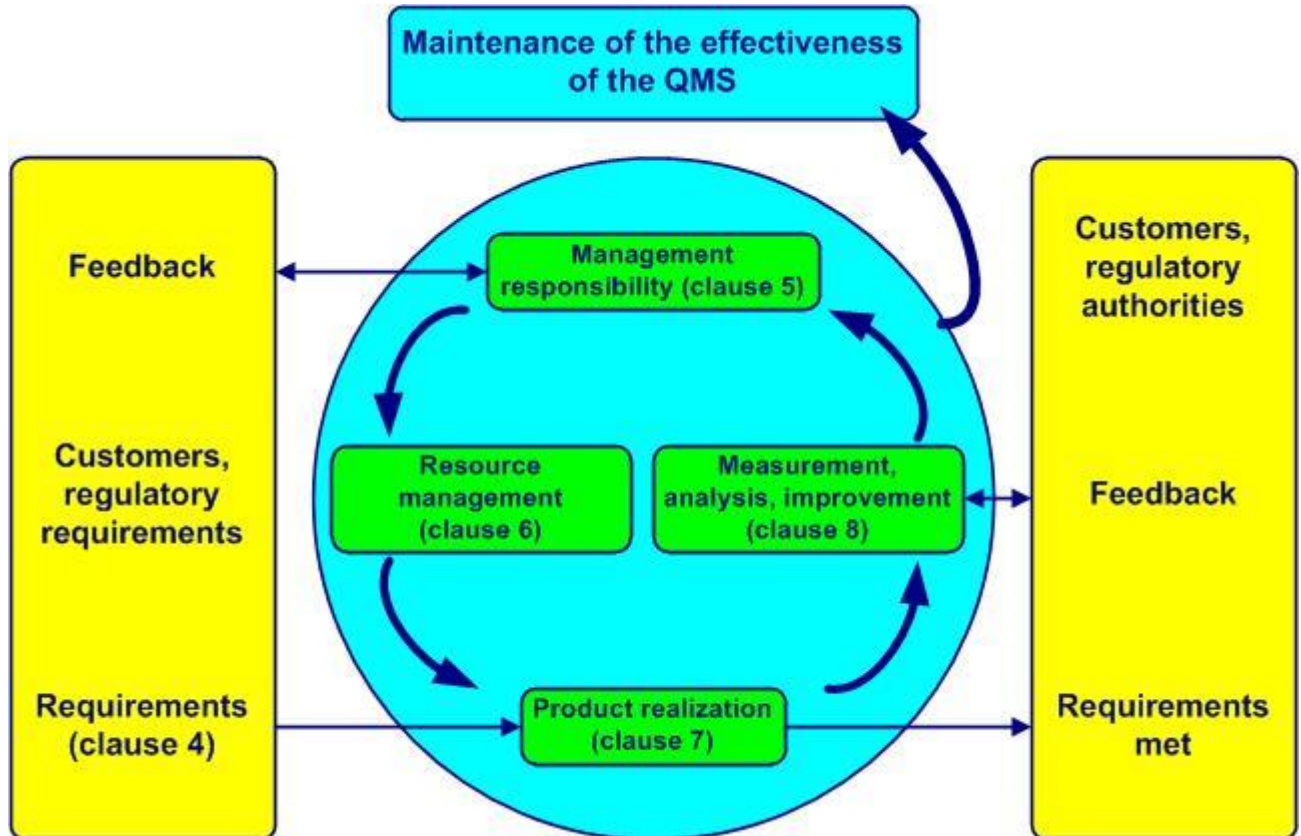 Maintenance of the effectiveness
of the QMS
Feedback
Customers,
regulatory
requirements
Requirements
(clause 4)
Management
responsibility (clause 5)
Resource
management
(clause 6)
Measurement,
analysis, improvement
(clause 8)
Product realization
(clause 7)
Customers,
regulatory
authorities
Feedback
Requirements
met